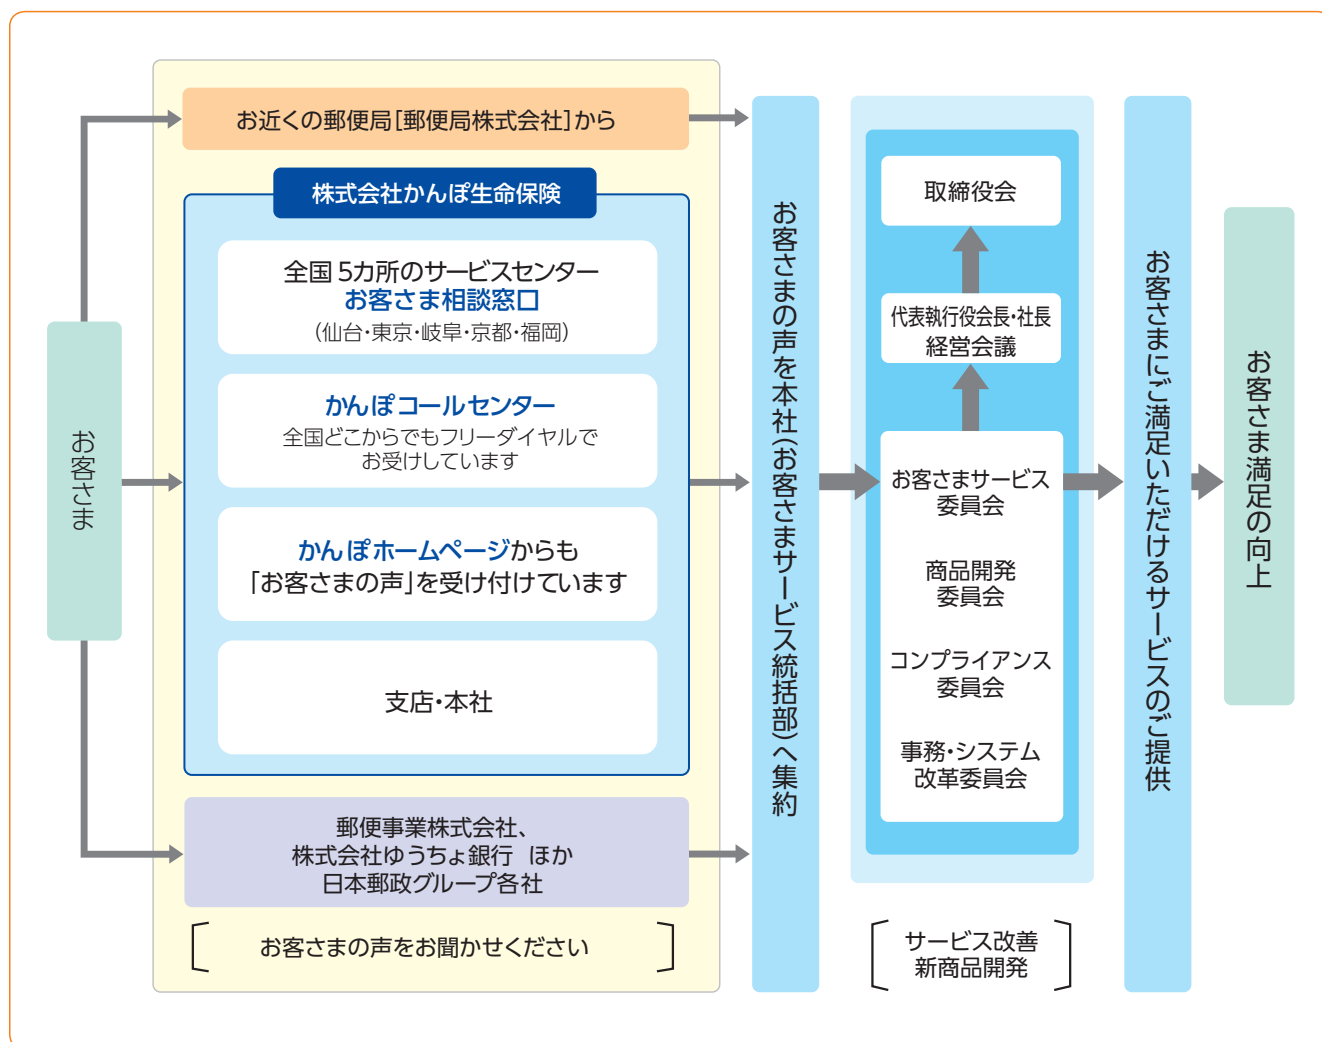 お客さま
お近くの郵便局[郵便局株式会社]から
株式会社かんぽ生命保険
全国5カ所のサービスセンター
お客さま相談窓口
(仙台・東京・岐阜・京都・福岡)
かんぽコールセンター
全国どこからでもフリーダイヤルで
お受けしています
かんぽホームページからも
「お客さまの声」を受け付けています
支店・本社
郵便事業株式会社、
株式会社ゆうちょ銀行 ほか
日本郵政グループ各社
お客さまの声をお聞かせください
お客さまの声を本社(お客さまサービス統括部)へ集約
取締役会
代表執行役会長・社長
経営会議
お客さまサービス
委員会
商品開発
委員会
コンプライアンス
委員会
事務・システム
改革委員会
サービス改善
新商品開発
お客さまにご満足いただけるサービスのご提供
お客さま満足の向上